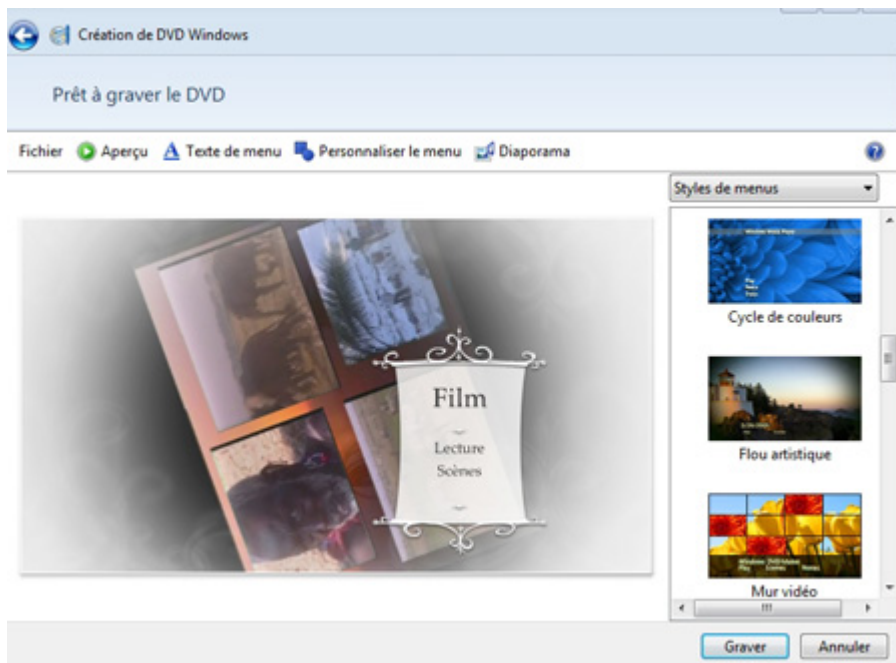 Création de DVD Windows
Prêt à graver le DVD
Fichier Aperçu Texte de menu Personnaliser le menu Diaporama
Styles de menus
Cycle de couleurs
Film
Lecture
Scènes
Flou artistique
Mur vidéo
Graver Annuler